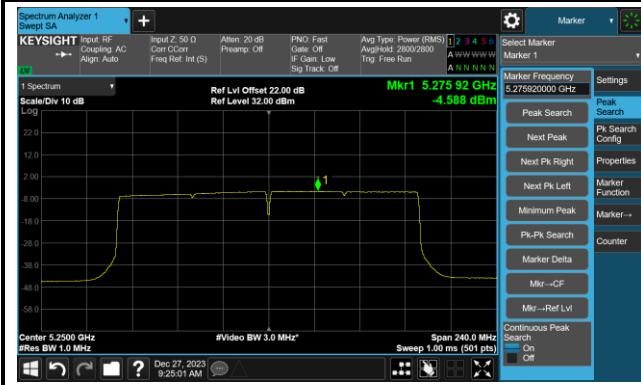 Spectrum Analyzer 1
Swept SA
Marker
KEYSIGHT
Input: RF
Coupling: AC
Align: Auto
Input Z: 50 Ω
Corr CCorr
Freq Ref: Int (S)
Atten: 20 dB
Preamp: Off
PNO: Fast
Gate: Off
IF Gain: Low
Sig Track: Off
Avg Type: Power (RMS)
Avg|Hold: 2800/2800
Trig: Free Run
1 2 3 4 5 6
A W W W W W
A N N N N N
Select Marker
Marker 1
LW
1 Spectrum
Scale/Div 10 dB
Log
Ref Lvl Offset 22.00 dB
Ref Level 32.00 dBm
Mkr1 5.275 92 GHz
-4.588 dBm
22.0
12.0
2.00
-8.00
-18.0
-28.0
-38.0
-48.0
-58.0
1
Center 5.2500 GHz
#Res BW 1.0 MHz
#Video BW 3.0 MHz*
Span 240.0 MHz
Sweep 1.00 ms (501 pts)
Marker Frequency
5.275920000 GHz
Peak Search
Next Peak
Next Pk Right
Next Pk Left
Minimum Peak
Pk-Pk Search
Marker Delta
Mkr→CF
Mkr→Ref Lvl
Continuous Peak
Search
On
Off
Settings
Peak
Search
Pk Search
Config
Properties
Marker
Function
Marker→
Counter
?
Dec 27, 2023
9:25:01 AM